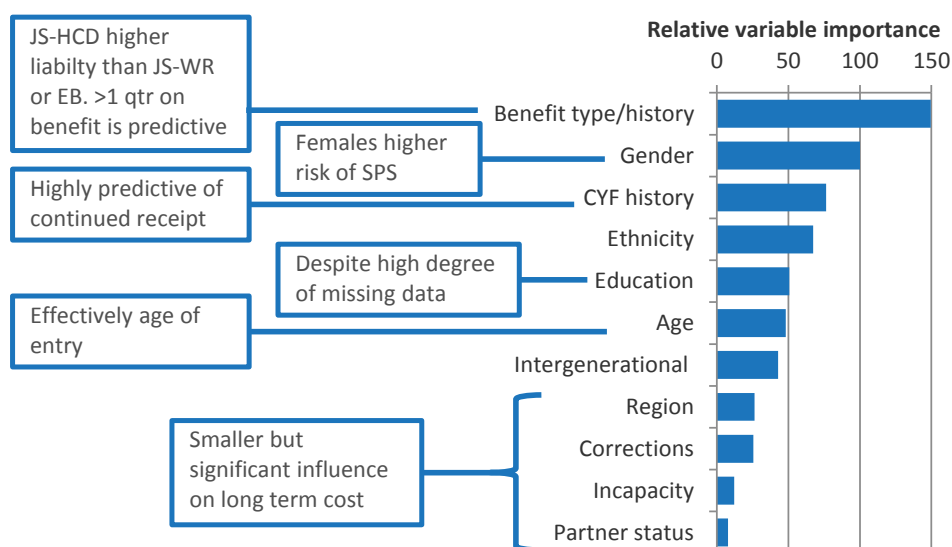 JS-HCD higher
liabilty than JS-WR
or EB. >1 qtr on
benefit is predictive
Females higher
risk of SPS
Highly predictive of
continued receipt
Despite high degree
of missing data
Effectively age of
entry
Smaller but
significant influence
on long term cost
Relative variable importance
0 50 100 150
Benefit type/history
Gender
CYF history
Ethnicity
Education
Age
Intergenerational
Region
Corrections
Incapacity
Partner status